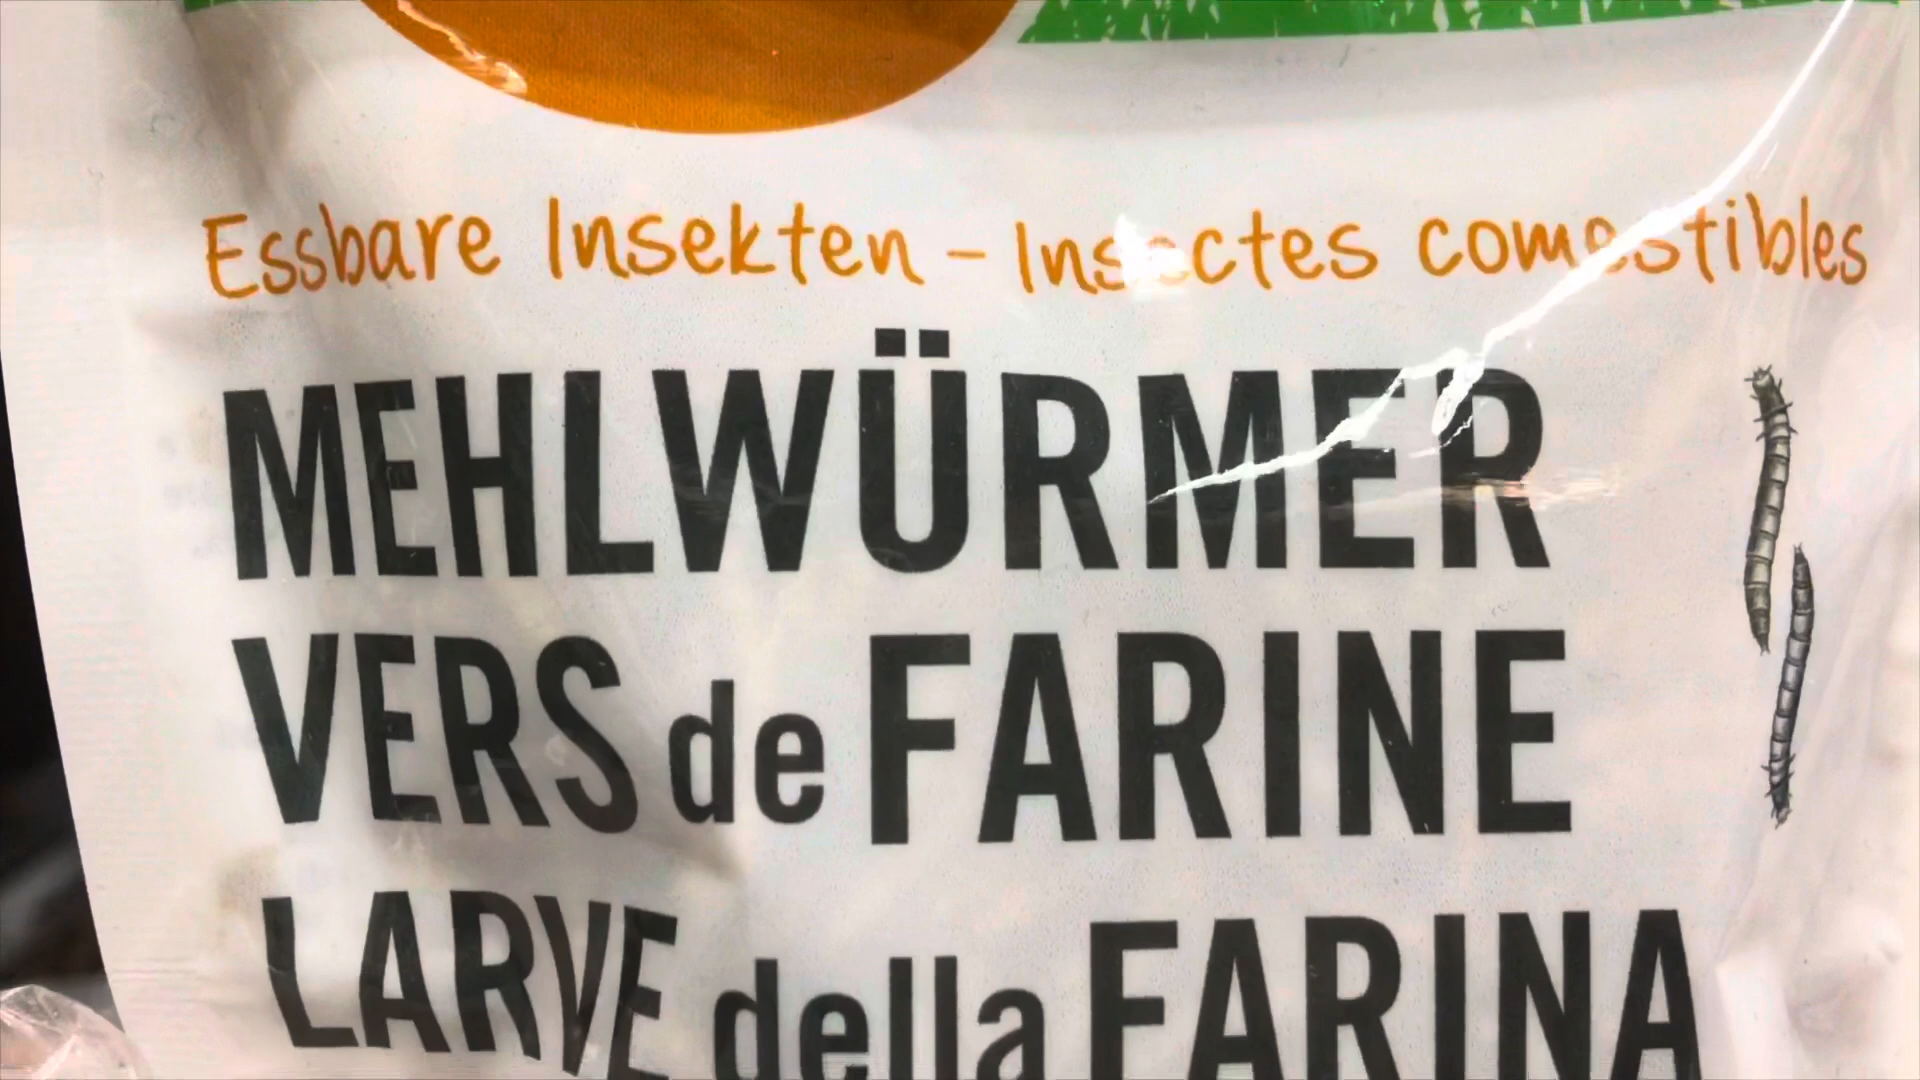 Essbare Insekten - Insectes comestibles
MEHLWÜRMER
VERS de FARINE
LARVE della FARINA